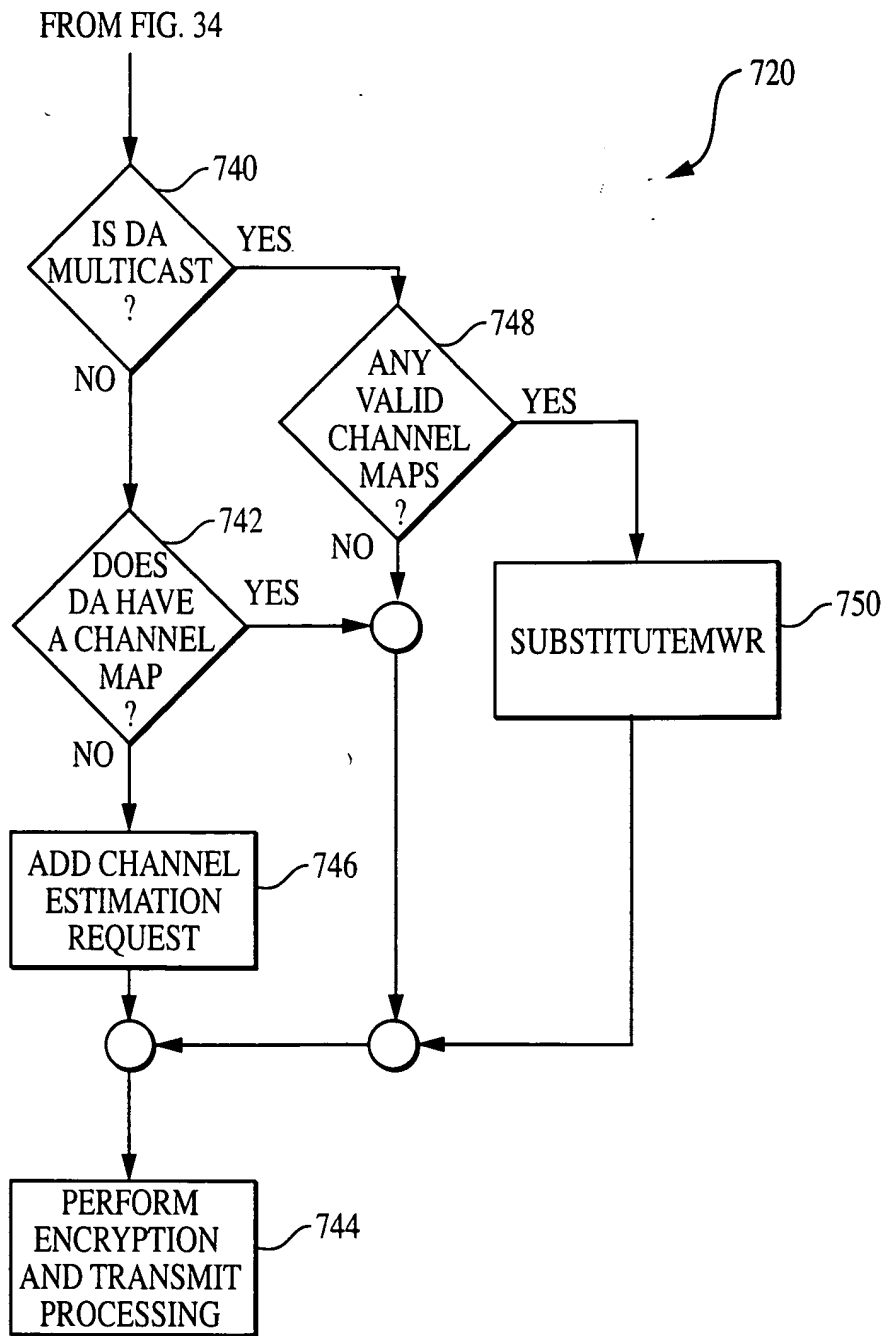 FROM FIG. 34
720
740
IS DA
MULTICAST
?
YES
NO
748
ANY
VALID
CHANNEL
MAPS
?
YES
NO
742
DOES
DA HAVE
A CHANNEL
MAP
?
YES
NO
750
SUBSTITUTEMWR
746
ADD CHANNEL
ESTIMATION
REQUEST
744
PERFORM
ENCRYPTION
AND TRANSMIT
PROCESSING